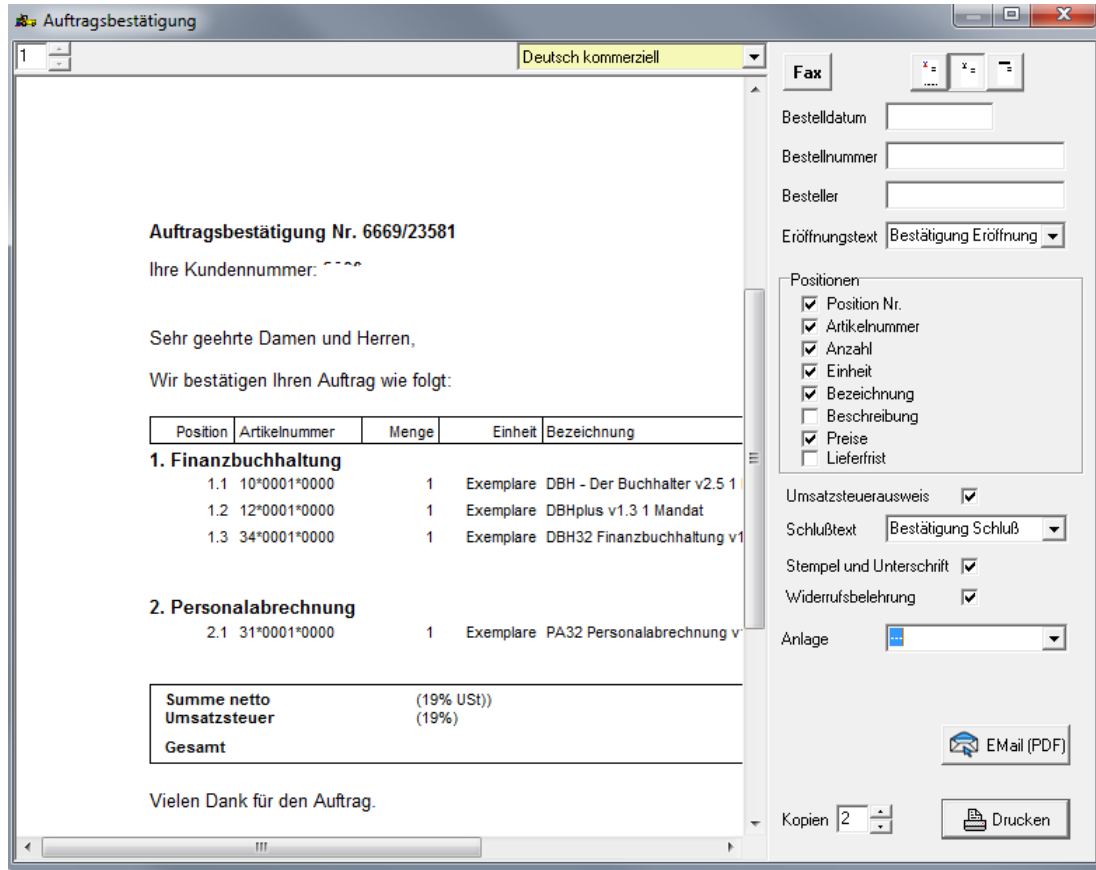 Auftragsbestätigung
1
Deutsch kommerziell
Auftragsbestätigung Nr. 6669/23581
Ihre Kundennummer:
Sehr geehrte Damen und Herren,
Wir bestätigen Ihren Auftrag wie folgt:
Position Artikelnummer Menge Einheit Bezeichnung
1. Finanzbuchhaltung
1.1 10*0001*0000 1 Exemplare DBH - Der Buchhalter v2.5 1
1.2 12*0001*0000 1 Exemplare DBHplus v1.3 1 Mandat
1.3 34*0001*0000 1 Exemplare DBH32 Finanzbuchhaltung v1
2. Personalabrechnung
2.1 31*0001*0000 1 Exemplare PA32 Personalabrechnung v
Summe netto (19% USt))
Umsatzsteuer (19%)
Gesamt
Vielen Dank für den Auftrag.
Fax
Bestelldatum
Bestellnummer
Besteller
Eröffnungstext Bestätigung Eröffnung
Positionen
Position Nr.
Artikelnummer
Anzahl
Einheit
Bezeichnung
Beschreibung
Preise
Lieferfrist
Umsatzsteuerausweis
Schlußtext Bestätigung Schluß
Stempel und Unterschrift
Widerrufsbelehrung
Anlage ---
EMail (PDF)
Kopien 2
Drucken